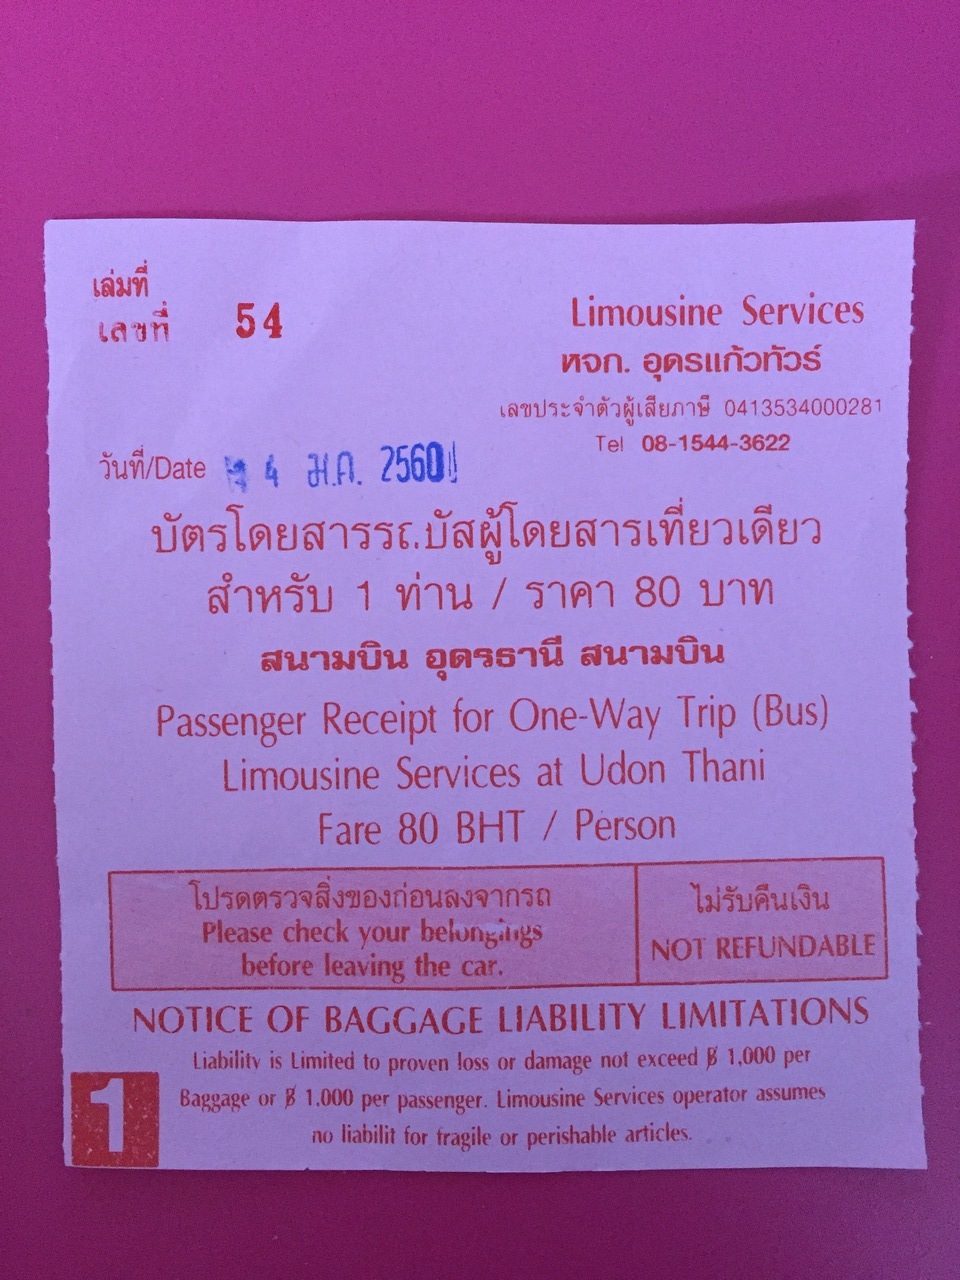 เล่มที่
เลขที่ 54
Limousine Services
หจก. อุดรแก้วทัวร์
เลขประจำตัวผู้เสียภาษี 0413534000281
Tel 08-1544-3622
วันที่/Date 4 ม.ค. 2560
บัตรโดยสารรถบัสผู้โดยสารเที่ยวเดียว
สำหรับ 1 ท่าน / ราคา 80 บาท
สนามบิน อุดรธานี สนามบิน
Passenger Receipt for One-Way Trip (Bus)
Limousine Services at Udon Thani
Fare 80 BHT / Person
โปรดตรวจสิ่งของก่อนลงจากรถ
Please check your belongings
before leaving the car.
ไม่รับคืนเงิน
NOT REFUNDABLE
NOTICE OF BAGGAGE LIABILITY LIMITATIONS
Liability is Limited to proven loss or damage not exceed ฿ 1,000 per
Baggage or ฿ 1.000 per passenger. Limousine Services operator assumes
no liabilit for fragile or perishable articles.
1